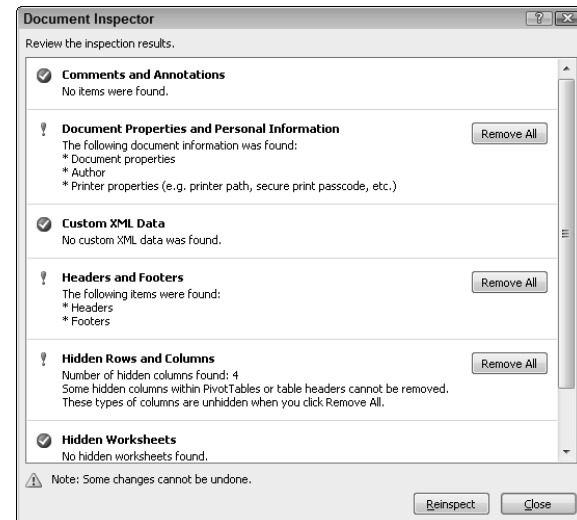 Document Inspector
Review the inspection results.
Comments and Annotations
No items were found.
Document Properties and Personal Information
Remove All
The following document information was found:
* Document properties
* Author
* Printer properties (e.g. printer path, secure print passcode, etc.)
Custom XML Data
No custom XML data was found.
Headers and Footers
Remove All
The following items were found:
* Headers
* Footers
Hidden Rows and Columns
Remove All
Number of hidden columns found: 4
Some hidden columns within PivotTables or table headers cannot be removed.
These types of columns are unhidden when you click Remove All.
Hidden Worksheets
No hidden worksheets found.
Note: Some changes cannot be undone.
Reinspect Close